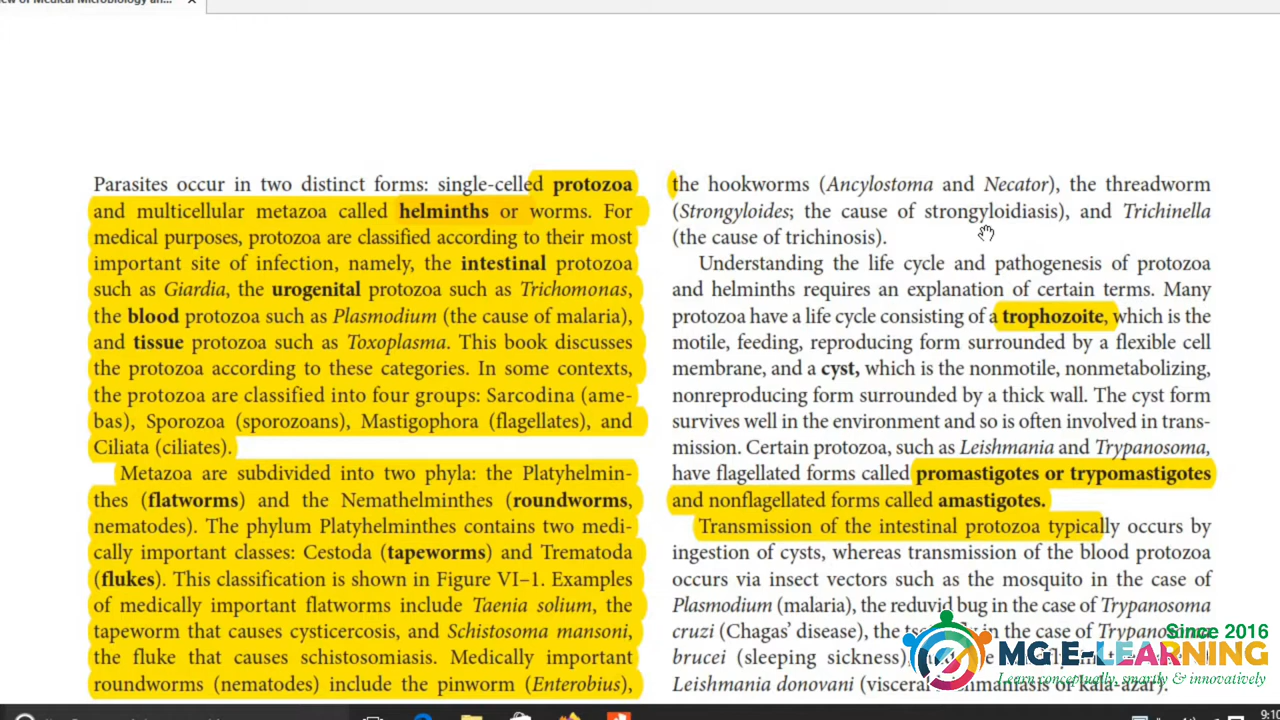 Parasites occur in two distinct forms: single-celled protozoa
and multicellular metazoa called helminths or worms. For
medical purposes, protozoa are classified according to their most
important site of infection, namely, the intestinal protozoa
such as Giardia, the urogenital protozoa such as Trichomonas,
the blood protozoa such as Plasmodium (the cause of malaria),
and tissue protozoa such as Toxoplasma. This book discusses
the protozoa according to these categories. In some contexts,
the protozoa are classified into four groups: Sarcodina (ame-
bas), Sporozoa (sporozoans), Mastigophora (flagellates), and
Ciliata (ciliates).
Metazoa are subdivided into two phyla: the Platyhelmin-
thes (flatworms) and the Nemathelminthes (roundworms,
nematodes). The phylum Platyhelminthes contains two medi-
cally important classes: Cestoda (tapeworms) and Trematoda
(flukes). This classification is shown in Figure VI–1. Examples
of medically important flatworms include Taenia solium, the
tapeworm that causes cysticercosis, and Schistosoma mansoni,
the fluke that causes schistosomiasis. Medically important
roundworms (nematodes) include the pinworm (Enterobius),
the hookworms (Ancylostoma and Necator), the threadworm
(Strongyloides; the cause of strongyloidiasis), and Trichinella
(the cause of trichinosis).
Understanding the life cycle and pathogenesis of protozoa
and helminths requires an explanation of certain terms. Many
protozoa have a life cycle consisting of a trophozoite, which is the
motile, feeding, reproducing form surrounded by a flexible cell
membrane, and a cyst, which is the nonmotile, nonmetabolizing,
nonreproducing form surrounded by a thick wall. The cyst form
survives well in the environment and so is often involved in trans-
mission. Certain protozoa, such as Leishmania and Trypanosoma,
have flagellated forms called promastigotes or trypomastigotes
and nonflagellated forms called amastigotes.
Transmission of the intestinal protozoa typically occurs by
ingestion of cysts, whereas transmission of the blood protozoa
occurs via insect vectors such as the mosquito in the case of
Plasmodium (malaria), the reduvid bug in the case of Trypanosoma
cruzi (Chagas' disease), the in the case of
brucei (sleeping sickness),
Leishmania donovani (visceral or kala-azar).
Since 2016
MG E-LEARNING
Learn conceptually, smartly & innovatively